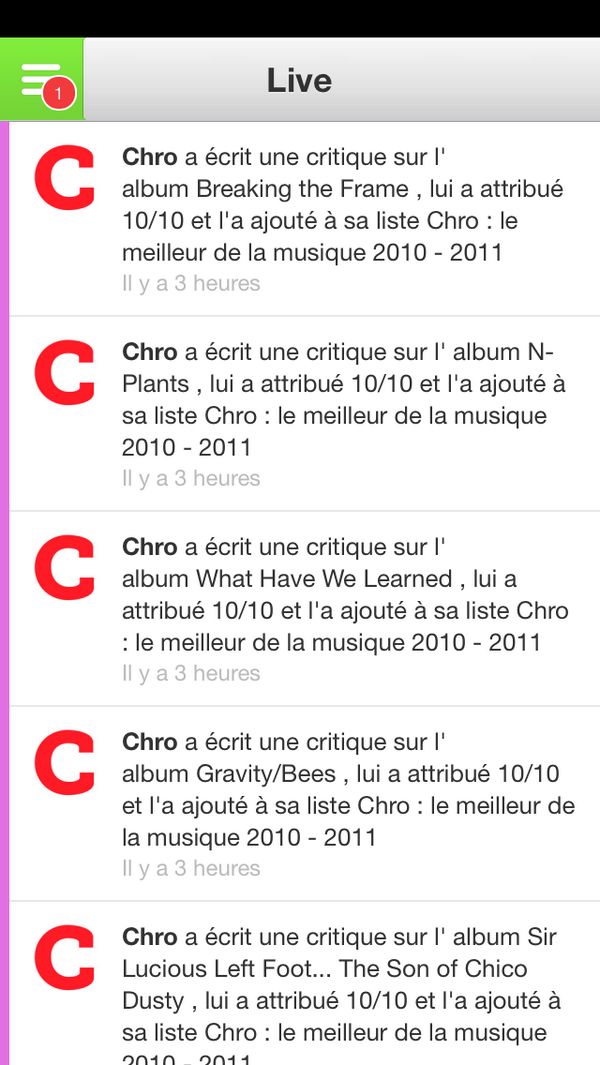 1
Live
C
Chro a écrit une critique sur l'
album Breaking the Frame , lui a attribué
10/10 et l'a ajouté à sa liste Chro : le
meilleur de la musique 2010 - 2011
Il y a 3 heures
C
Chro a écrit une critique sur l' album N-
Plants , lui a attribué 10/10 et l'a ajouté à
sa liste Chro : le meilleur de la musique
2010 - 2011
Il y a 3 heures
C
Chro a écrit une critique sur l'
album What Have We Learned , lui a
attribué 10/10 et l'a ajouté à sa liste Chro
: le meilleur de la musique 2010 - 2011
Il y a 3 heures
C
Chro a écrit une critique sur l'
album Gravity/Bees , lui a attribué 10/10
et l'a ajouté à sa liste Chro : le meilleur de
la musique 2010 - 2011
Il y a 3 heures
C
Chro a écrit une critique sur l' album Sir
Lucious Left Foot... The Son of Chico
Dusty , lui a attribué 10/10 et l'a ajouté à
sa liste Chro : le meilleur de la musique
2010 - 2011